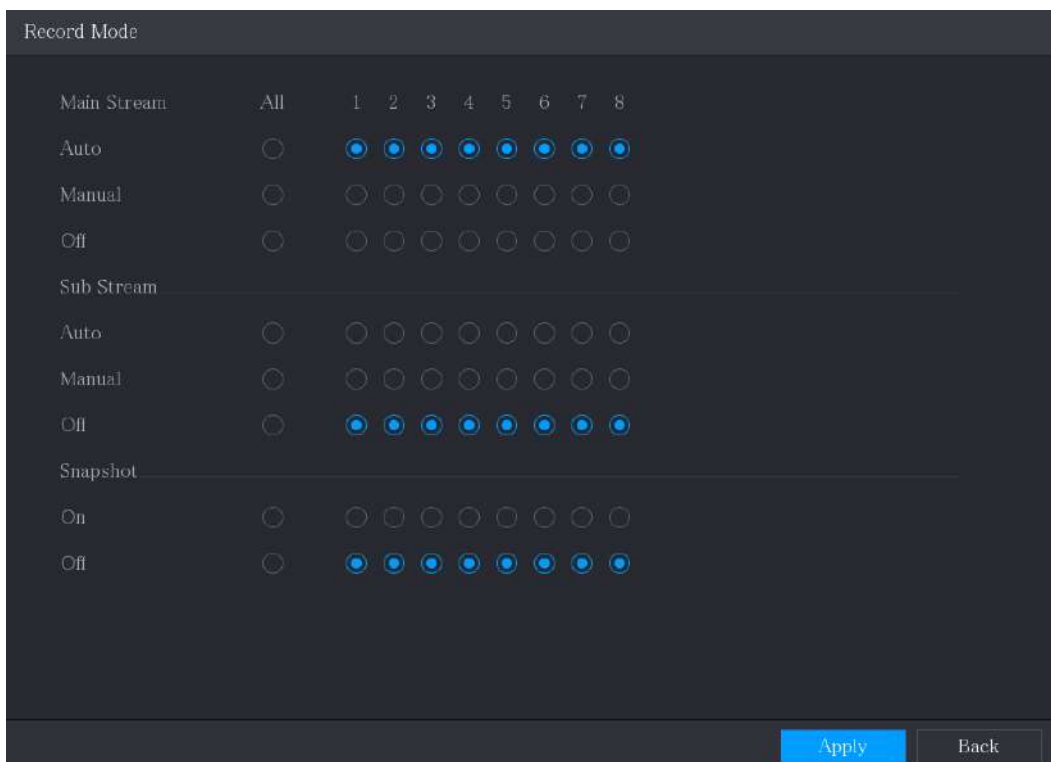 Record Mode
Main Stream All 1 2 3 4 5 6 7 8
Auto
Manual
Off
Sub Stream
Auto
Manual
Off
Snapshot
On
Off
Apply Back